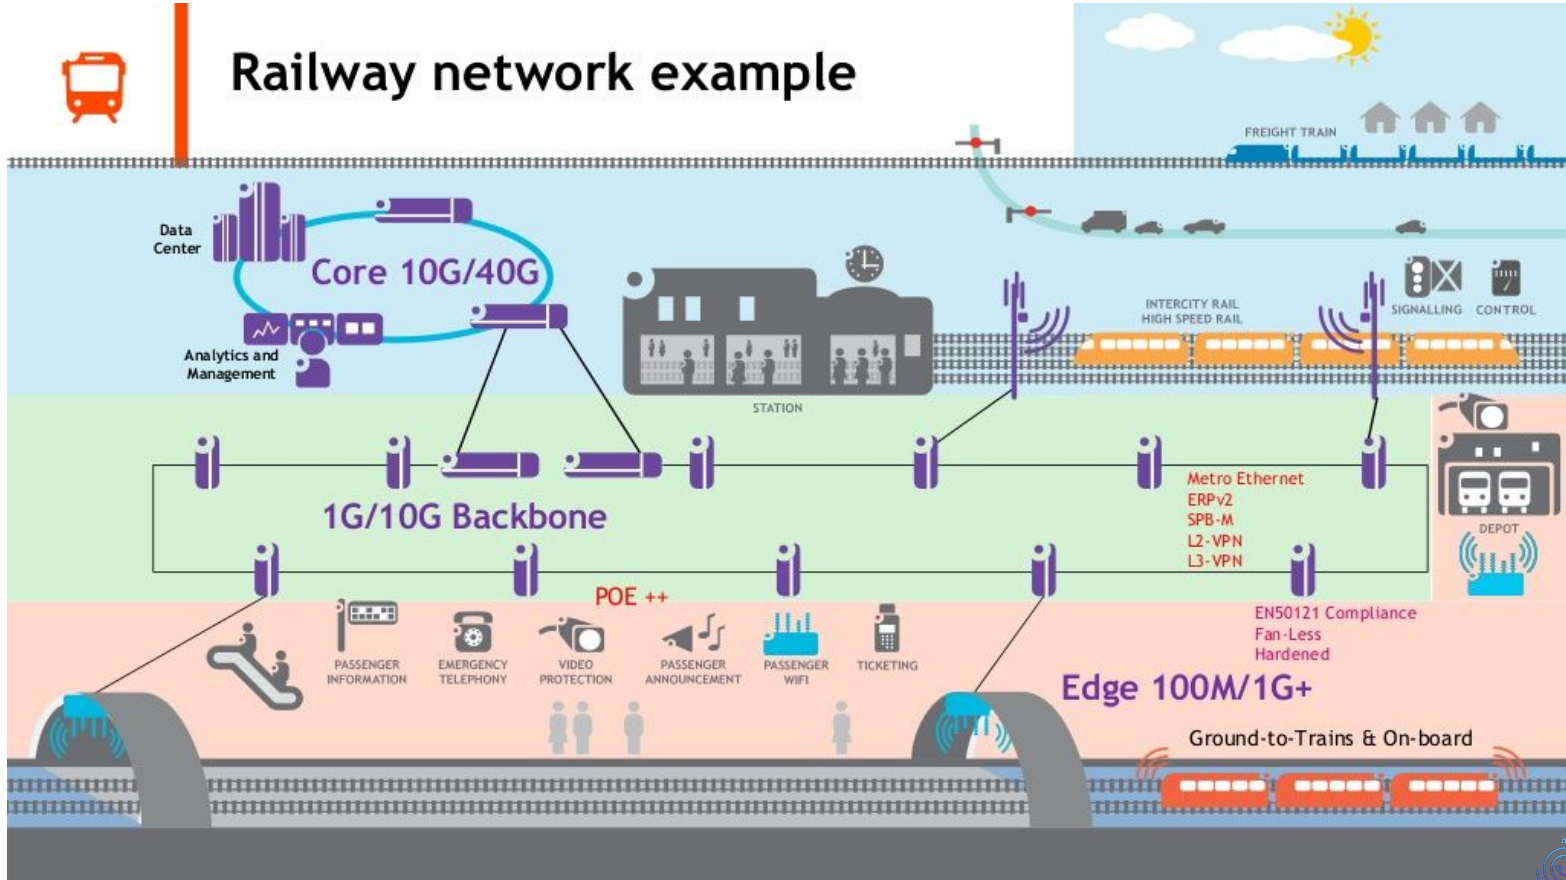 Railway network example
FREIGHT TRAIN
Data
Center
Core 10G/40G
Analytics and
Management
STATION
INTERCITY RAIL
HIGH SPEED RAIL
SIGNALLING
CONTROL
1G/10G Backbone
Metro Ethernet
ERPv2
SPB-M
L2-VPN
L3-VPN
DEPOT
POE ++
EN50121 Compliance
Fan-Less
Hardened
PASSENGER
INFORMATION
EMERGENCY
TELEPHONY
VIDEO
PROTECTION
PASSENGER
ANNOUNCEMENT
PASSENGER
WIFI
TICKETING
Edge 100M/1G+
Ground-to-Trains & On-board